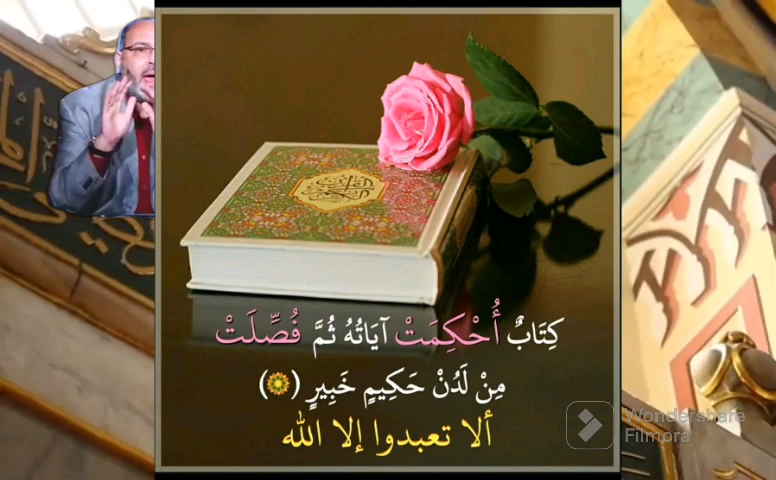 كِتَابٌ أُحْكِمَتْ آيَاتُهُ ثُمَّ فُصِّلَتْ
مِنْ لَدُنْ حَكِيمٍ خَبِيرٍ ()
ألا تعبدوا إلا الله
Wondershare
Filmora